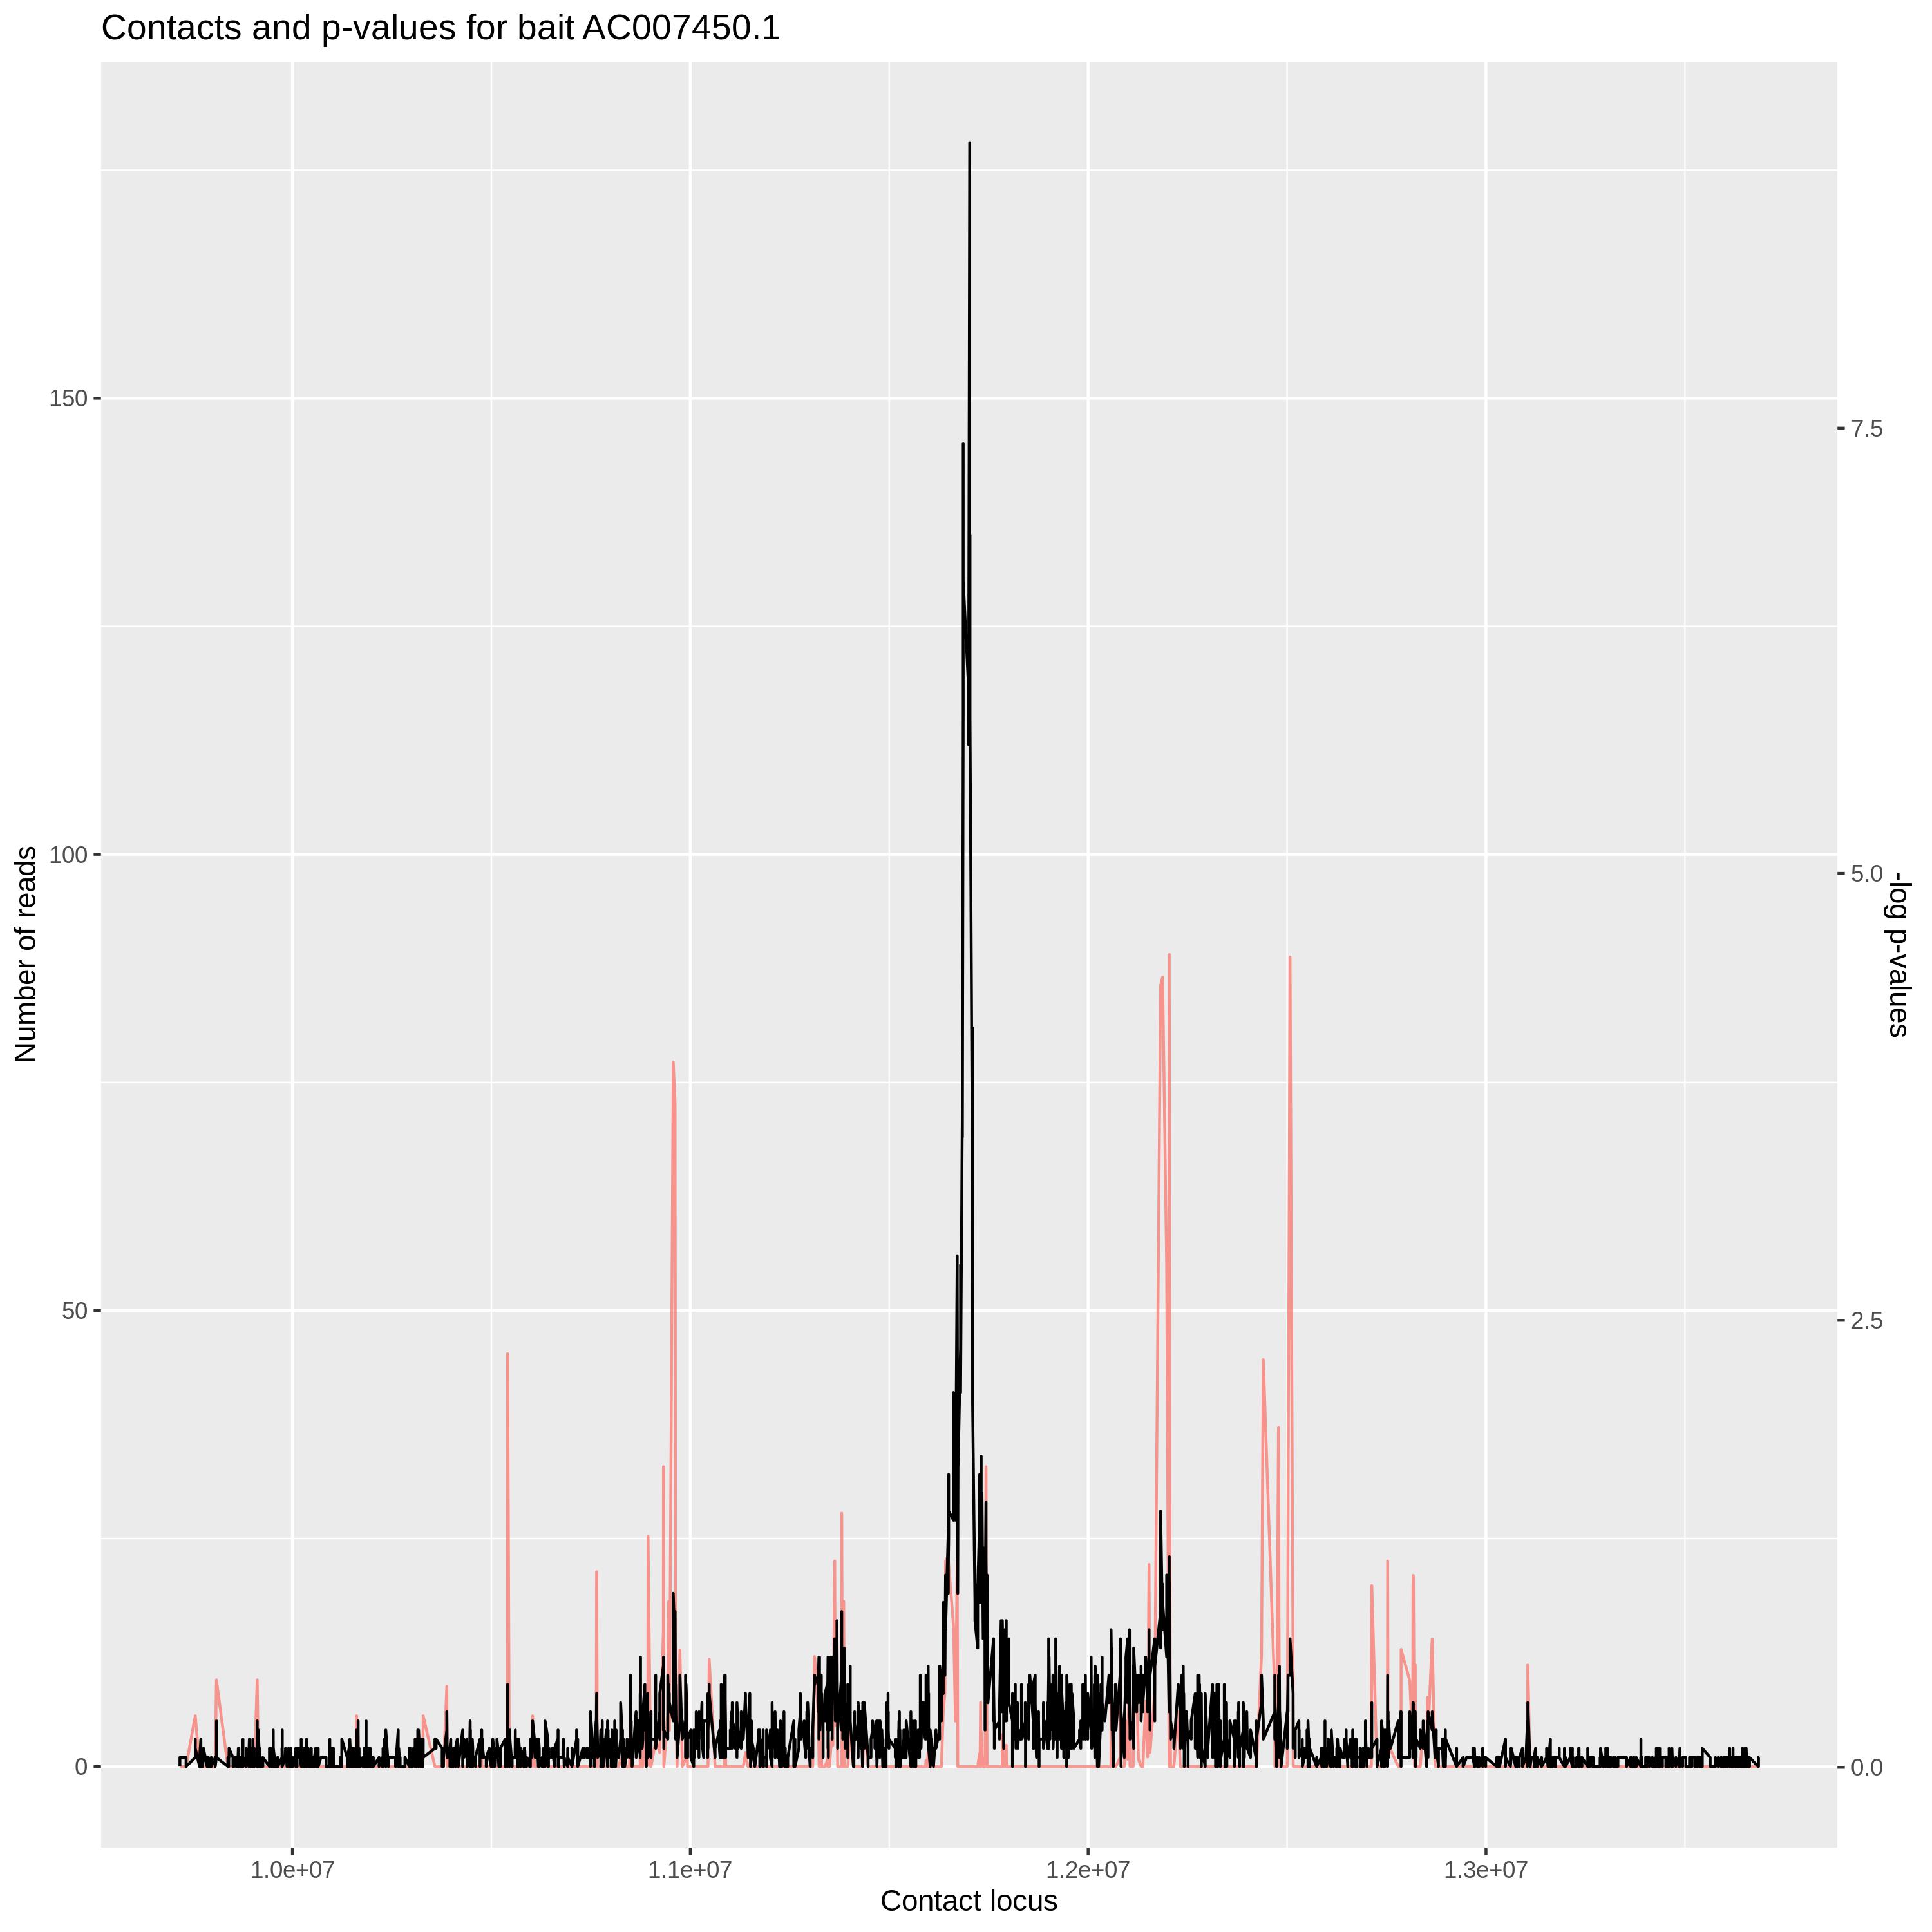 Contacts and p-values for bait AC007450.1
150
100
50
0
Number of reads
7.5
5.0
2.5
0.0
-log p-values
1.0e+07 1.1e+07 1.2e+07 1.3e+07
Contact locus